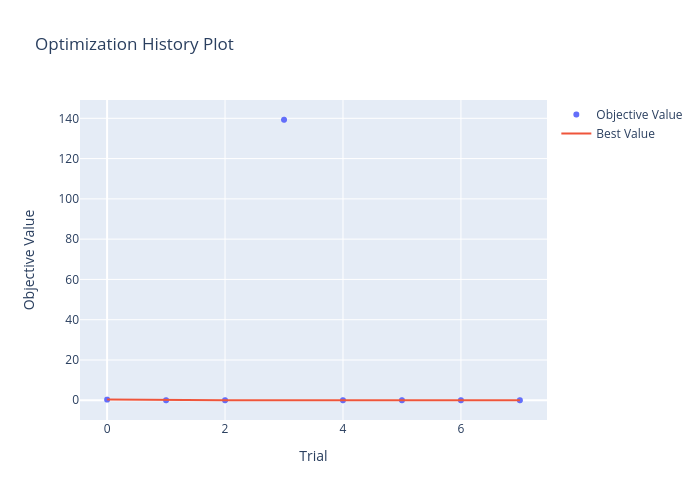 Optimization History Plot
Objective Value
140
120
100
80
60
40
20
0
0 2 4 6
Trial
Objective Value
Best Value